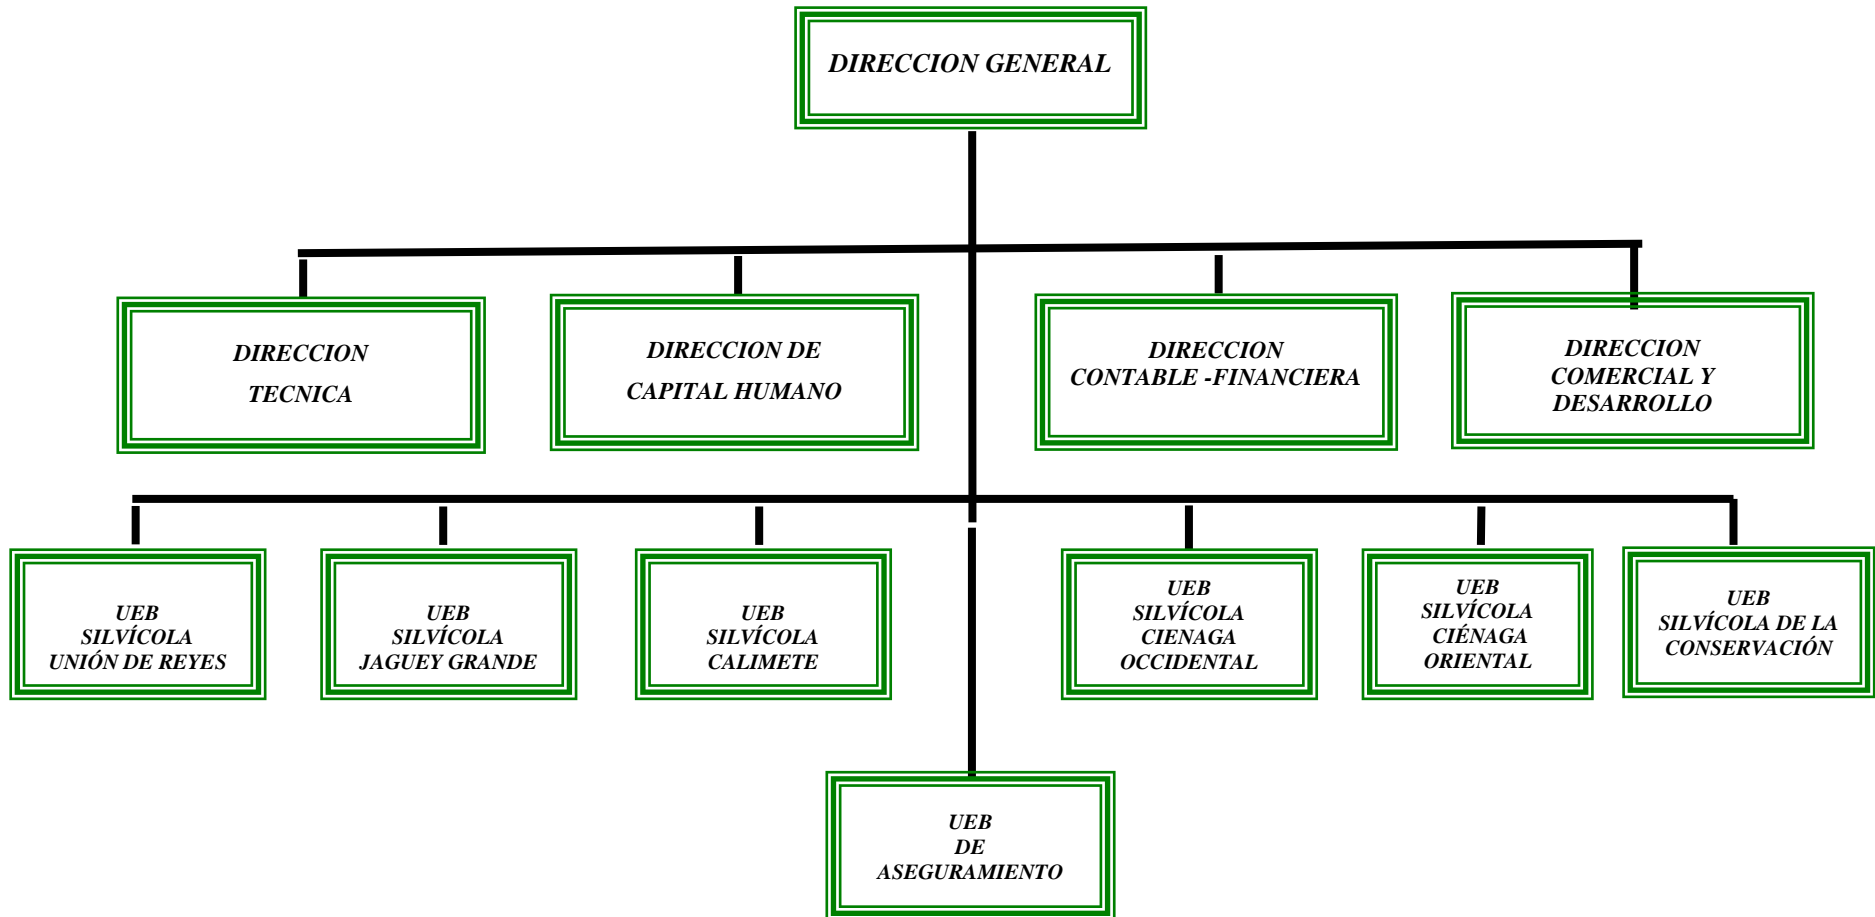 DIRECCION GENERAL
DIRECCION
TECNICA
DIRECCION DE
CAPITAL HUMANO
DIRECCION
CONTABLE -FINANCIERA
DIRECCION
COMERCIAL Y
DESARROLLO
UEB
SILVÍCOLA
UNIÓN DE REYES
UEB
SILVÍCOLA
JAGUEY GRANDE
UEB
SILVÍCOLA
CALIMETE
UEB
SILVÍCOLA
CIENAGA
OCCIDENTAL
UEB
SILVÍCOLA
CIÉNAGA
ORIENTAL
UEB
SILVÍCOLA DE LA
CONSERVACIÓN
UEB
DE
ASEGURAMIENTO